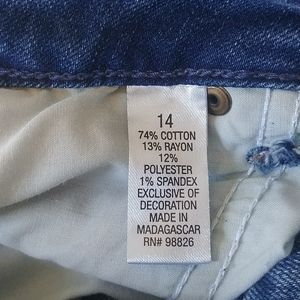 14
74% COTTON
13% RAYON
12%
POLYESTER
1% SPANDEX
EXCLUSIVE OF
DECORATION
MADE IN
MADAGASCAR
RN# 98826